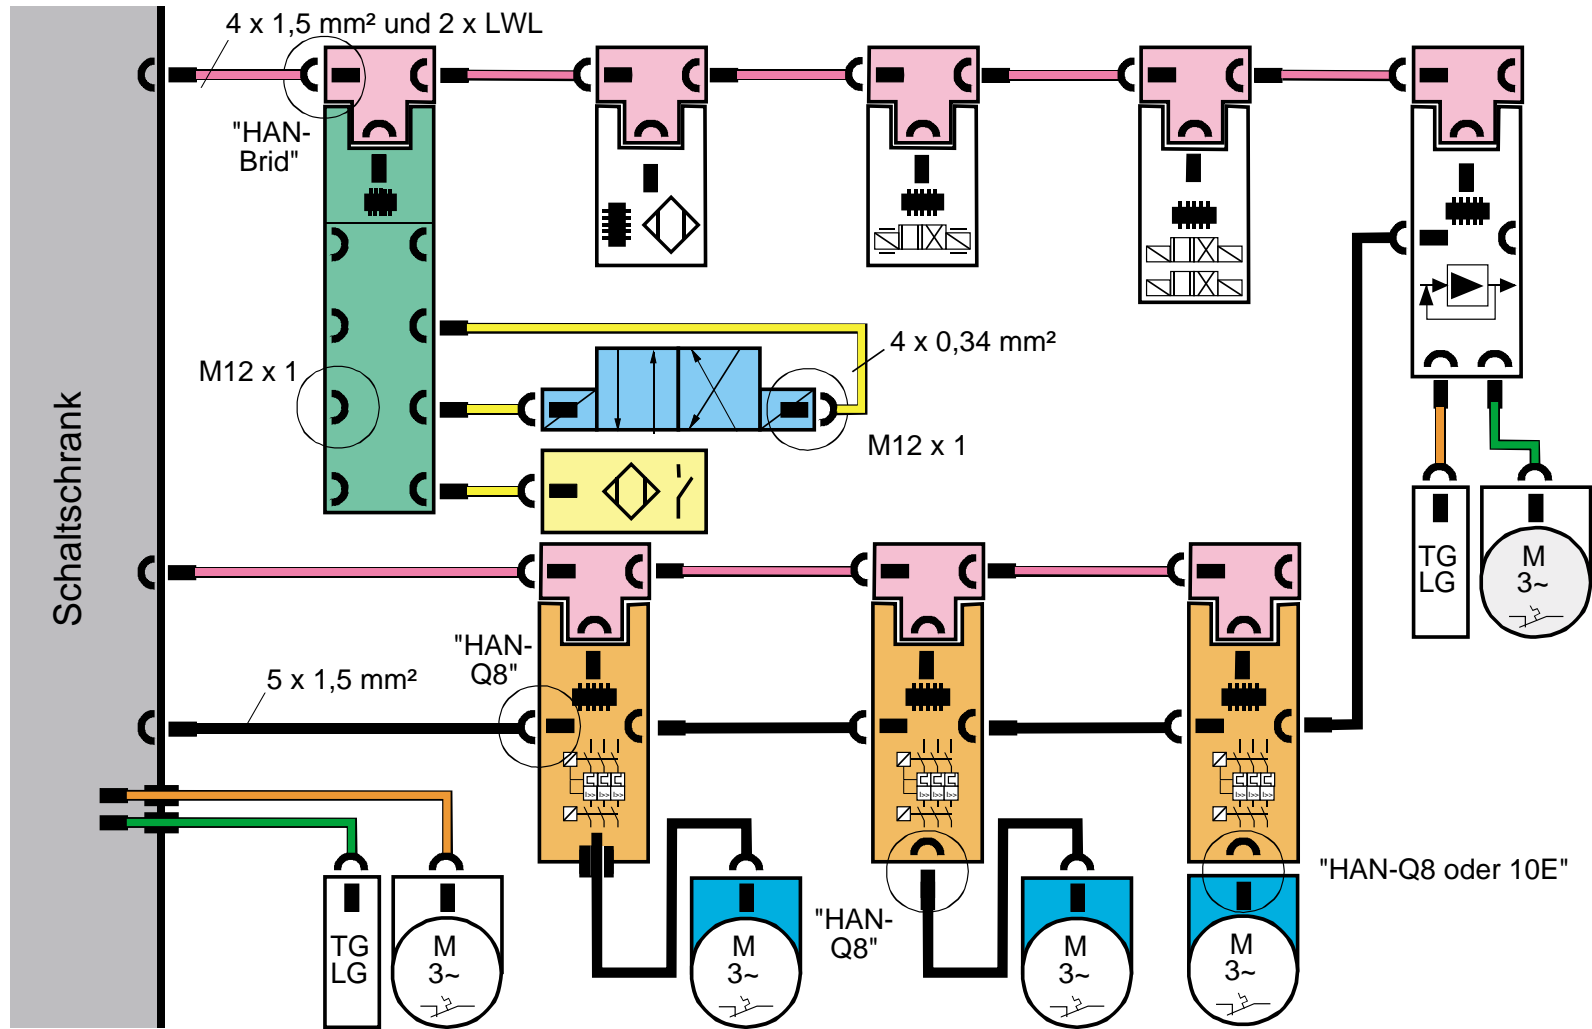 4 x 1,5 mm² und 2 x LWL
"HAN-
Brid"
M12 x 1
4 x 0,34 mm²
M12 x 1
Schaltschrank
TG
LG
M
3~
"HAN-
Q8"
5 x 1,5 mm²
I>> I>> I>>
I>> I>> I>>
I>> I>> I>>
"HAN-Q8 oder 10E"
"HAN-
Q8"
TG
LG
M
3~
M
3~
M
3~
M
3~